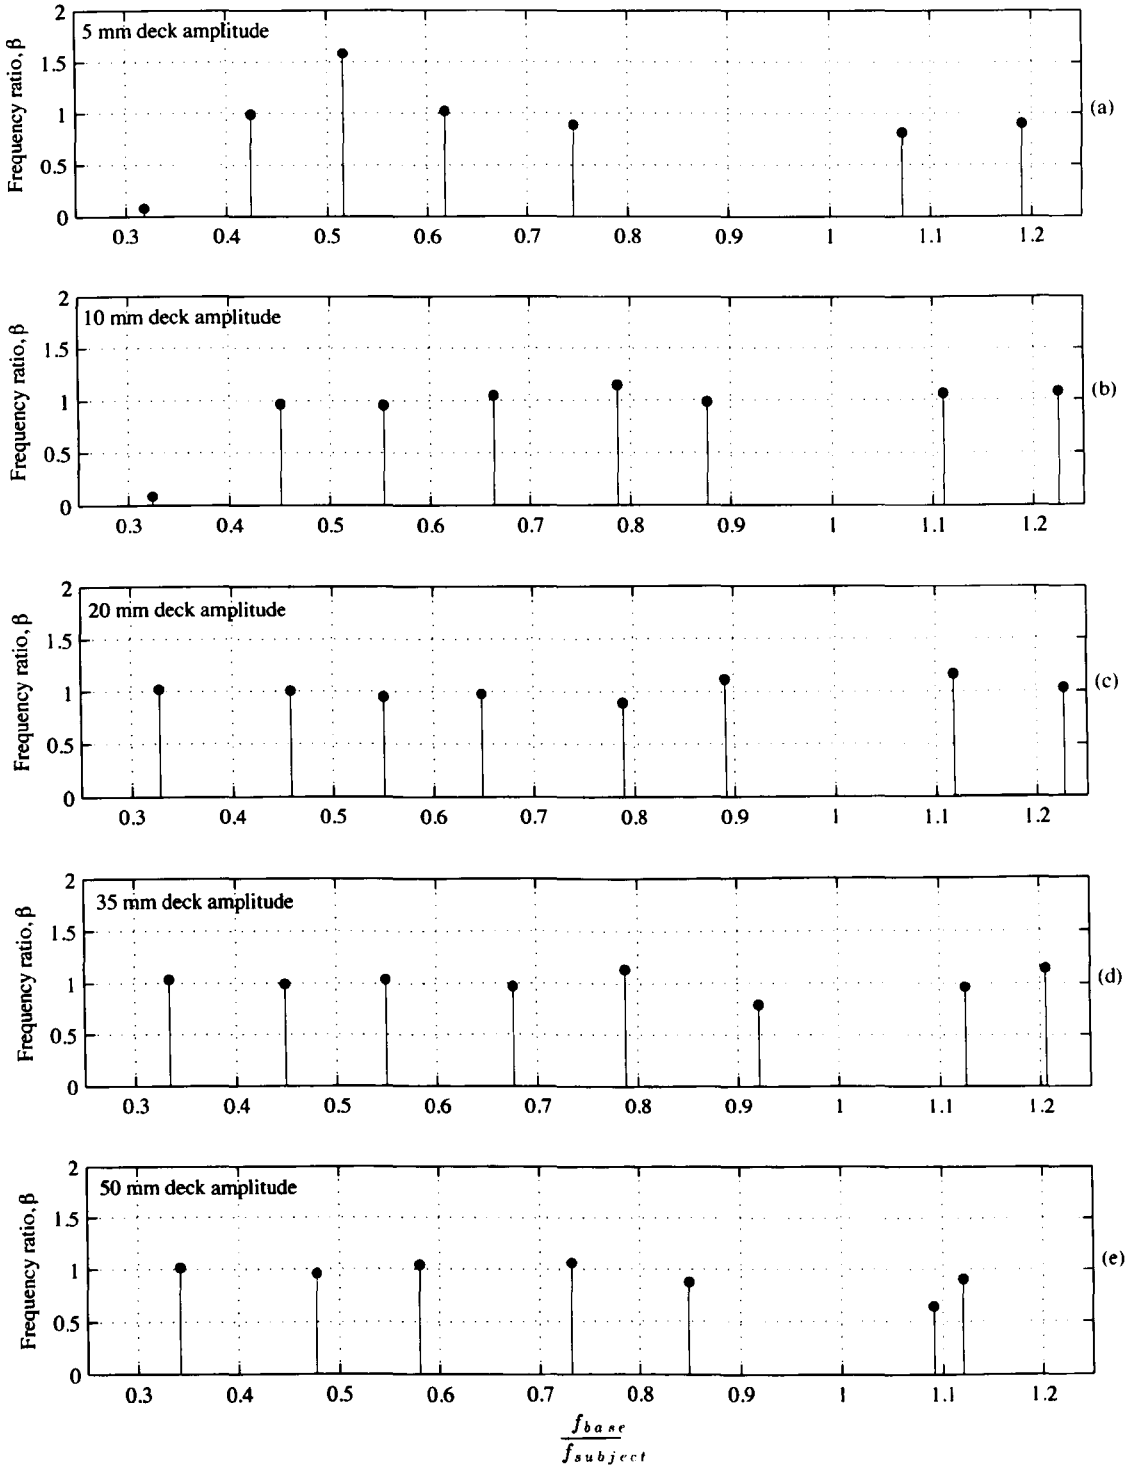 2
5 mm deck amplitude
1.5
1
0.5
0
Frequency ratio, β
(a)
0.3 0.4 0.5 0.6 0.7 0.8 0.9 1 1.1 1.2
2
10 mm deck amplitude
1.5
1
0.5
0
Frequency ratio, β
(b)
0.3 0.4 0.5 0.6 0.7 0.8 0.9 1 1.1 1.2
2
20 mm deck amplitude
1.5
1
0.5
0
Frequency ratio, β
(c)
0.3 0.4 0.5 0.6 0.7 0.8 0.9 1 1.1 1.2
2
35 mm deck amplitude
1.5
1
0.5
0
Frequency ratio, β
(d)
0.3 0.4 0.5 0.6 0.7 0.8 0.9 1 1.1 1.2
2
50 mm deck amplitude
1.5
1
0.5
0
Frequency ratio, β
(e)
0.3 0.4 0.5 0.6 0.7 0.8 0.9 1 1.1 1.2
f base
f subject